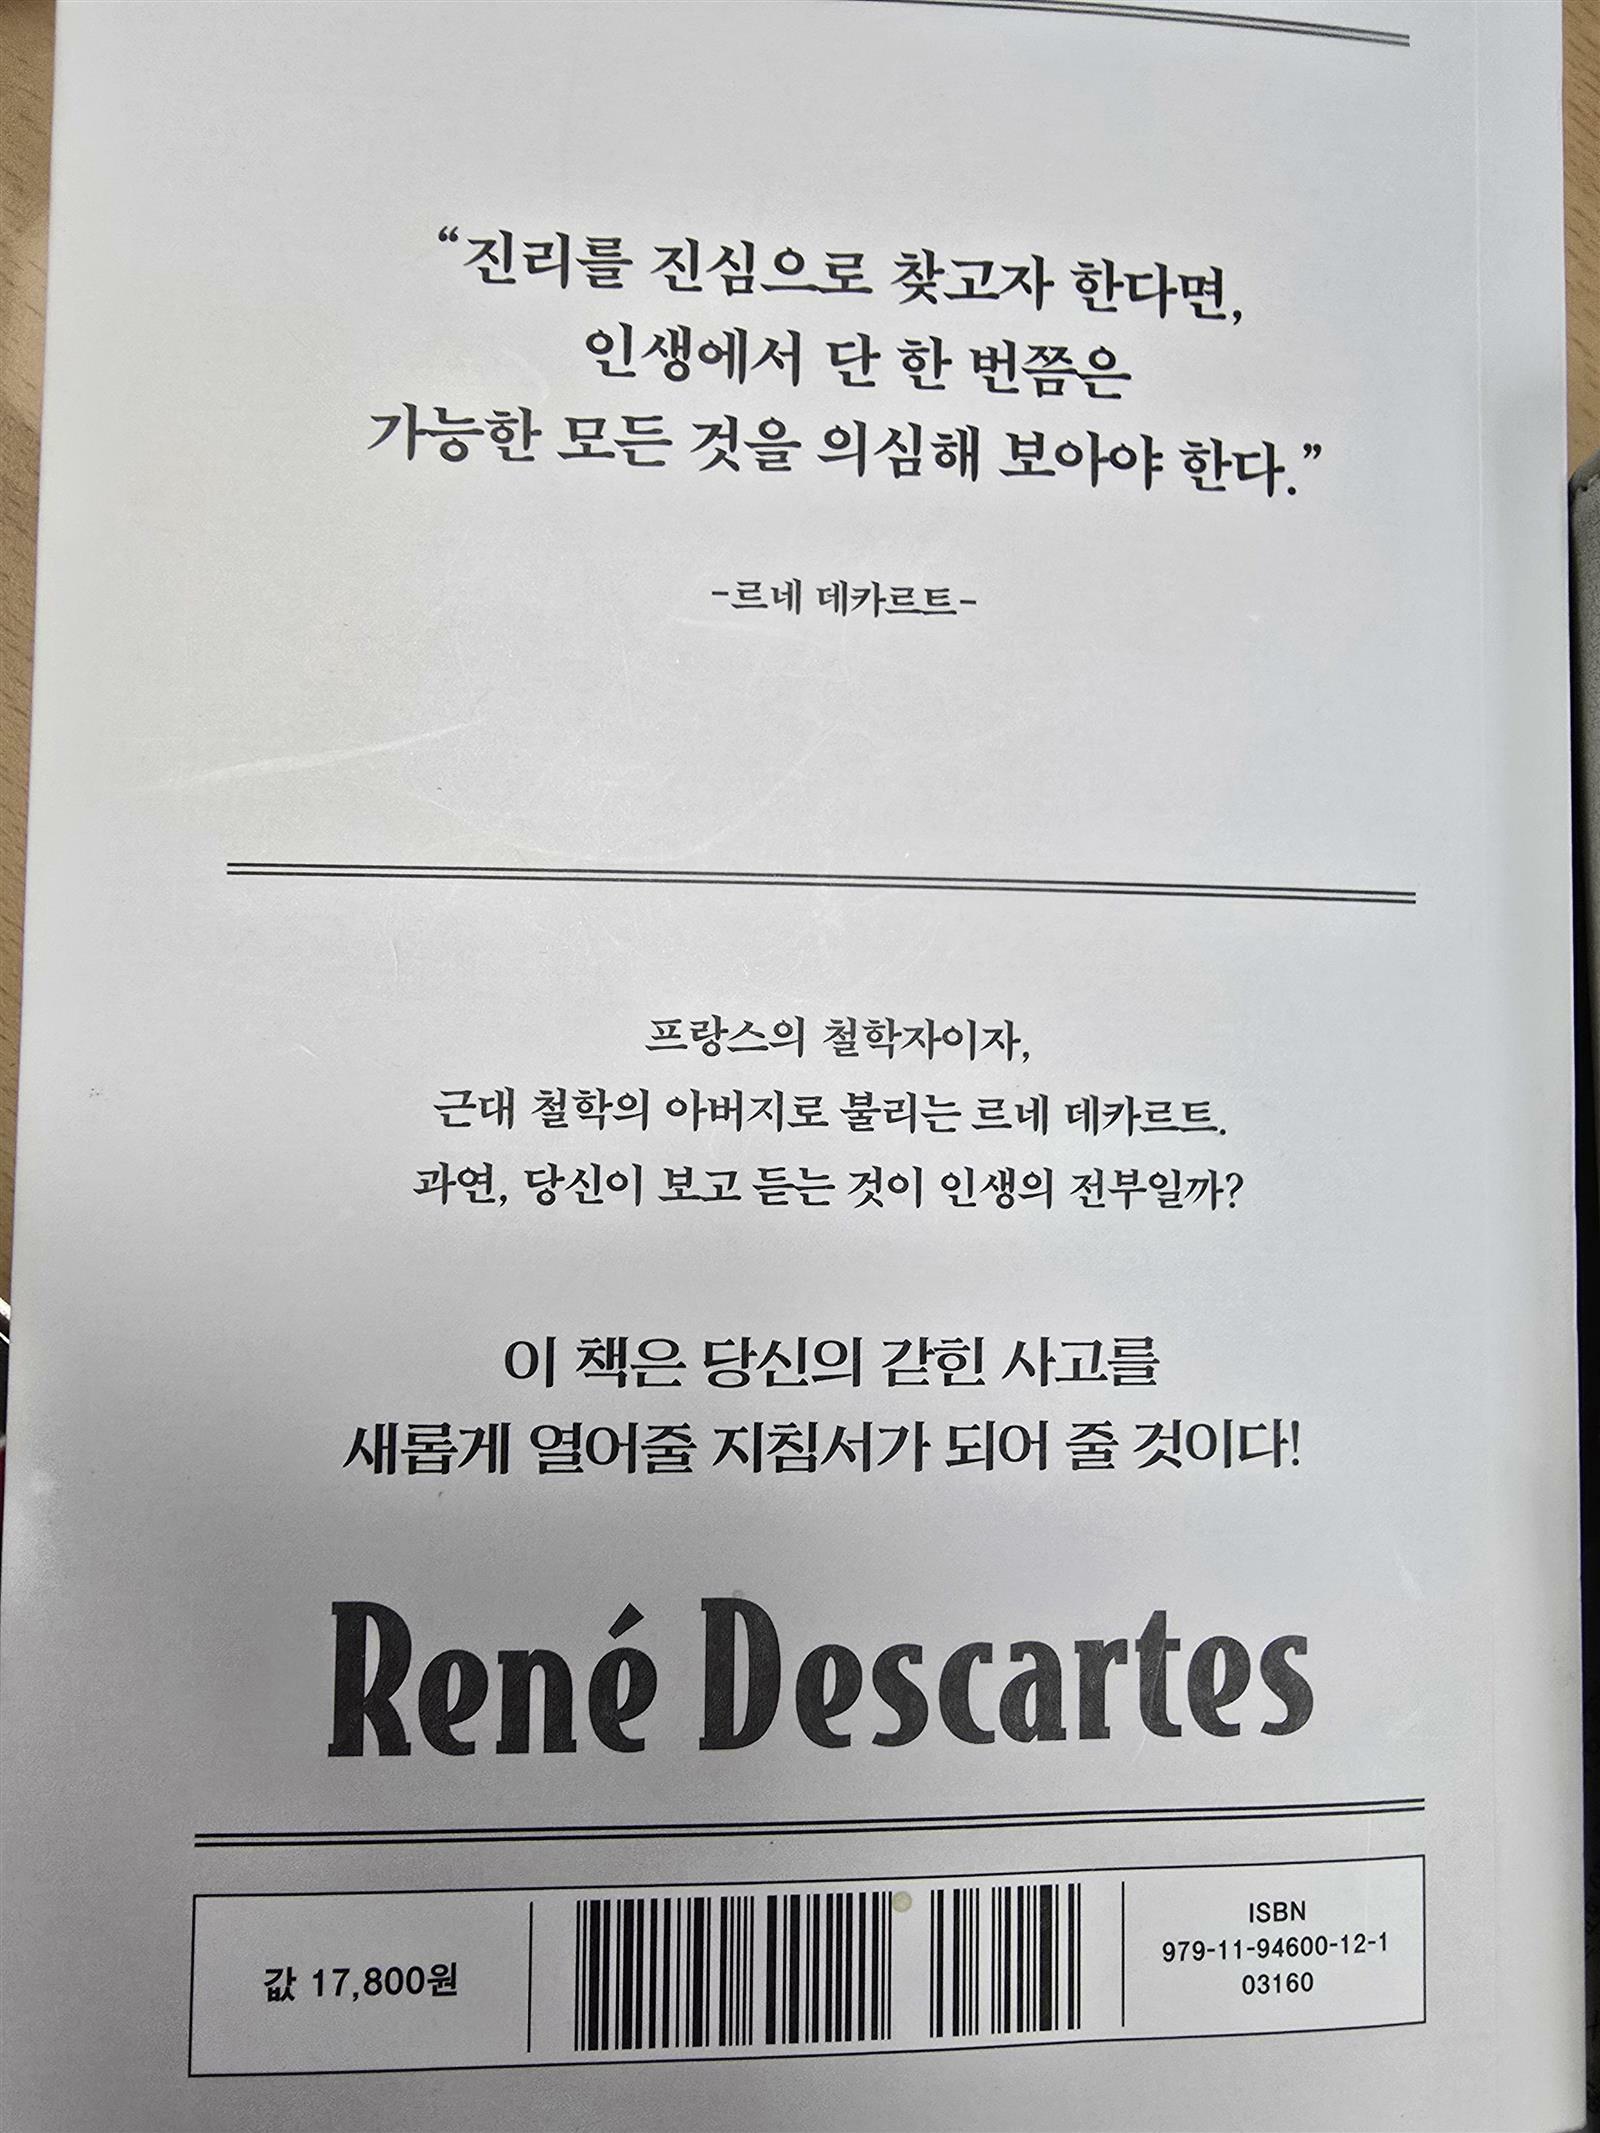 “진리를 진심으로 찾고자 한다면,
인생에서 단 한 번쯤은
가능한 모든 것을 의심해 보아야 한다.”
-르네 데카르트-
프랑스의 철학자이자,
근대 철학의 아버지로 불리는 르네 데카르트.
과연, 당신이 보고 듣는 것이 인생의 전부일까?
이 책은 당신의 갇힌 사고를
새롭게 열어줄 지침서가 되어 줄 것이다!
René Descartes
값 17,800원
ISBN
979-11-94600-12-1
03160